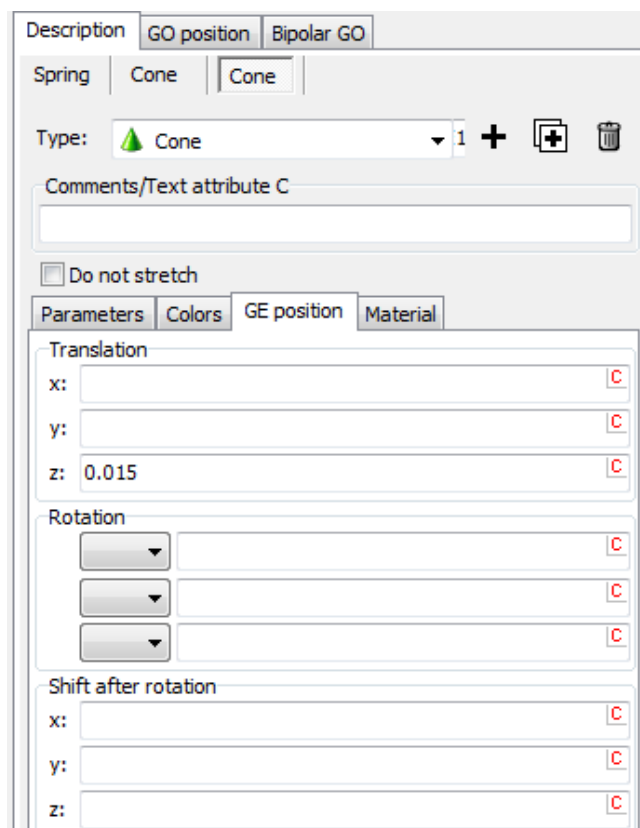 Description GO position Bipolar GO
Spring Cone Cone
Type: Cone 1
Comments/Text attribute C
Do not stretch
Parameters Colors GE position Material
Translation
x: C
y: C
z: 0.015 C
Rotation
C
C
C
Shift after rotation
x: C
y: C
z: C